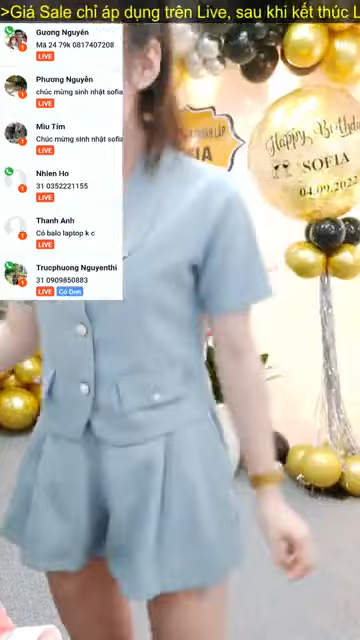 >Giá Sale chỉ áp dụng trên Live, sau khi kết thúc L
Gương Nguyên
Mã 24 79k 0817407208
LIVE
Phương Nguyễn
chúc mừng sinh nhật sofia
LIVE
Miu Tím
Chúc mừng sinh nhật sofia
LIVE
Nhien Ho
31 0352221155
LIVE
Thanh Anh
Có balo laptop k c
LIVE
Trucphuong Nguyenthi
31 0909850883
LIVE Có Đơn
Happy Birthda
SOFIA
04.09.2022